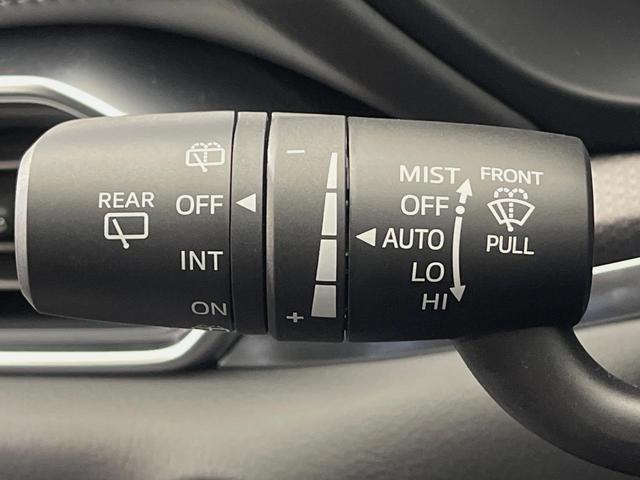 REAR
OFF
INT
ON
−
+
MIST
OFF
AUTO
LO
HI
FRONT
PULL